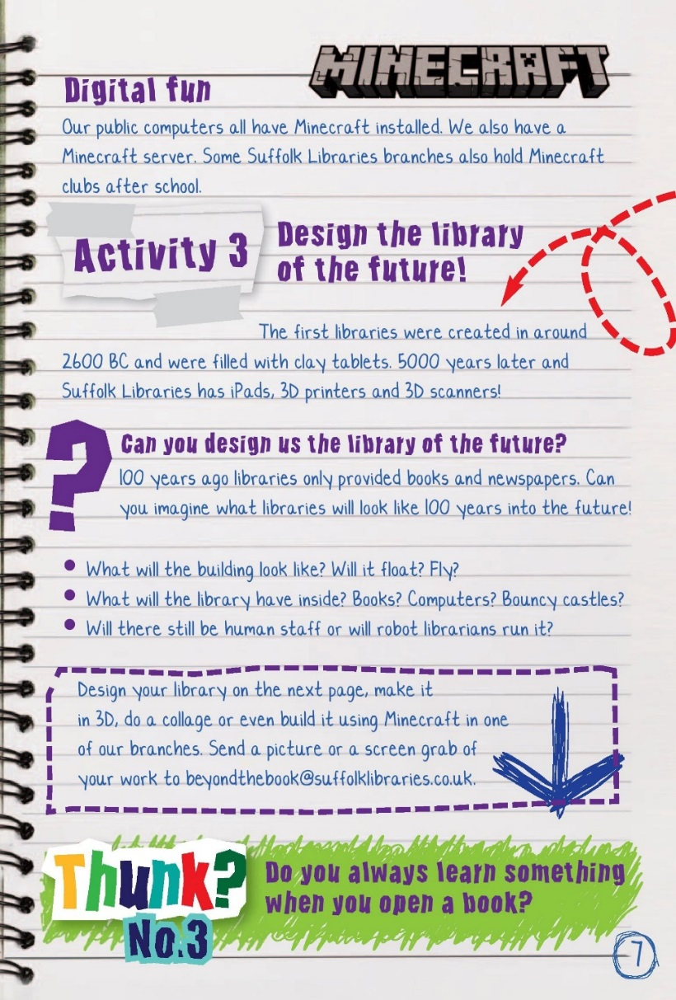 MINECRAFT
Digital fun
Our public computers all have Minecraft installed. We also have a
Minecraft server. Some Suffolk Libraries branches also hold Minecraft
clubs after school.
Activity 3
Design the library
of the future!
The first libraries were created in around
2600 BC and were filled with clay tablets. 5000 years later and
Suffolk Libraries has iPads, 3D printers and 3D scanners!
?
Can you design us the library of the future?
100 years ago libraries only provided books and newspapers. Can
you imagine what libraries will look like 100 years into the future!
• What will the building look like? Will it float? Fly?
• What will the library have inside? Books? Computers? Bouncy castles?
• Will there still be human staff or will robot librarians run it?
Design your library on the next page, make it
in 3D, do a collage or even build it using Minecraft in one
of our branches. Send a picture or a screen grab of
your work to beyondthebook@suffolklibraries.co.uk.
Thunk?
No.3
Do you always learn something
when you open a book?
7